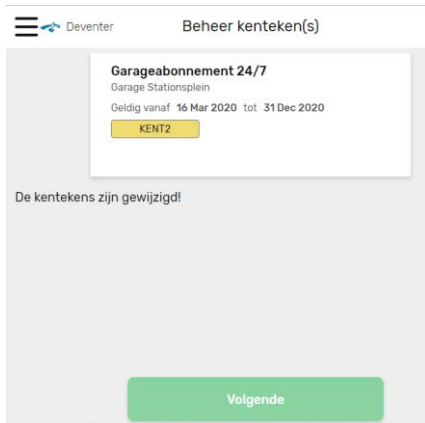 Deventer Beheer kenteken(s)
Garageabonnement 24/7
Garage Stationsplein
Geldig vanaf 16 Mar 2020 tot 31 Dec 2020
KENT2
De kentekens zijn gewijzigd!
Volgende